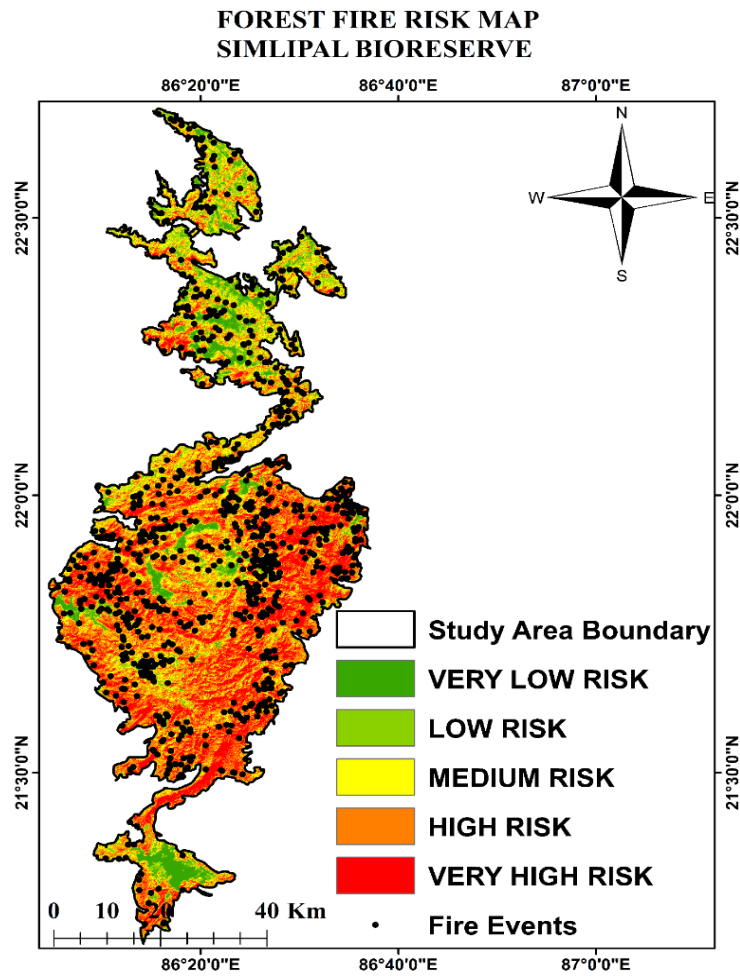 FOREST FIRE RISK MAP
SIMLIPAL BIORESERVE
86°20'0"E 86°40'0"E 87°0'0"E
N
W E
S
22°30'0"N 22°30'0"N
22°0'0"N 22°0'0"N
Study Area Boundary
VERY LOW RISK
LOW RISK
MEDIUM RISK
21°30'0"N 21°30'0"N
HIGH RISK
VERY HIGH RISK
0 10 20 40 Km
Fire Events
86°20'0"E 86°40'0"E 87°0'0"E